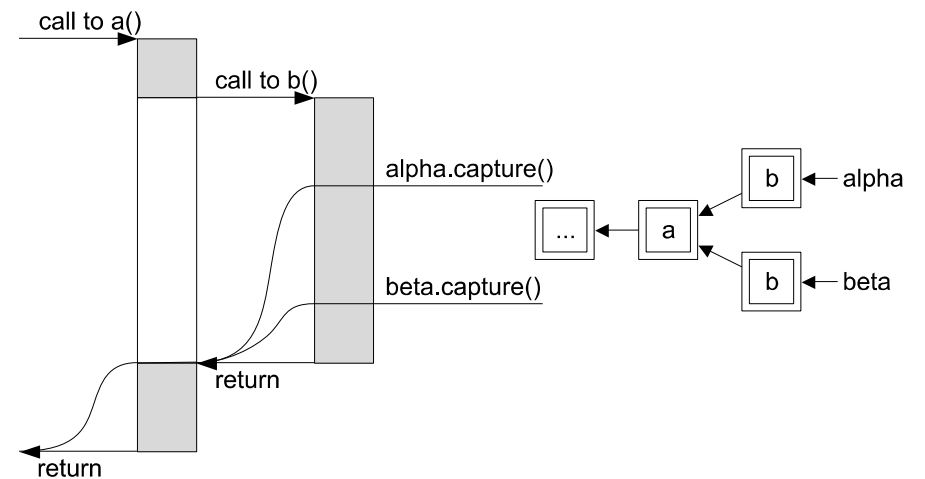 call to a()
call to b()
alpha.capture()
b
alpha
...
a
beta.capture()
b
beta
return
return